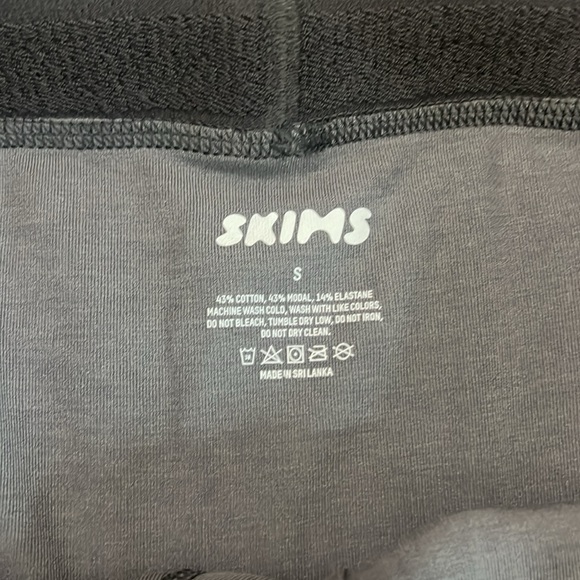 SKIMS
S
43% COTTON, 43% MODAL, 14% ELASTANE
MACHINE WASH COLD, WASH WITH LIKE COLORS,
DO NOT BLEACH, TUMBLE DRY LOW, DO NOT IRON,
DO NOT DRY CLEAN.
MADE IN SRI LANKA